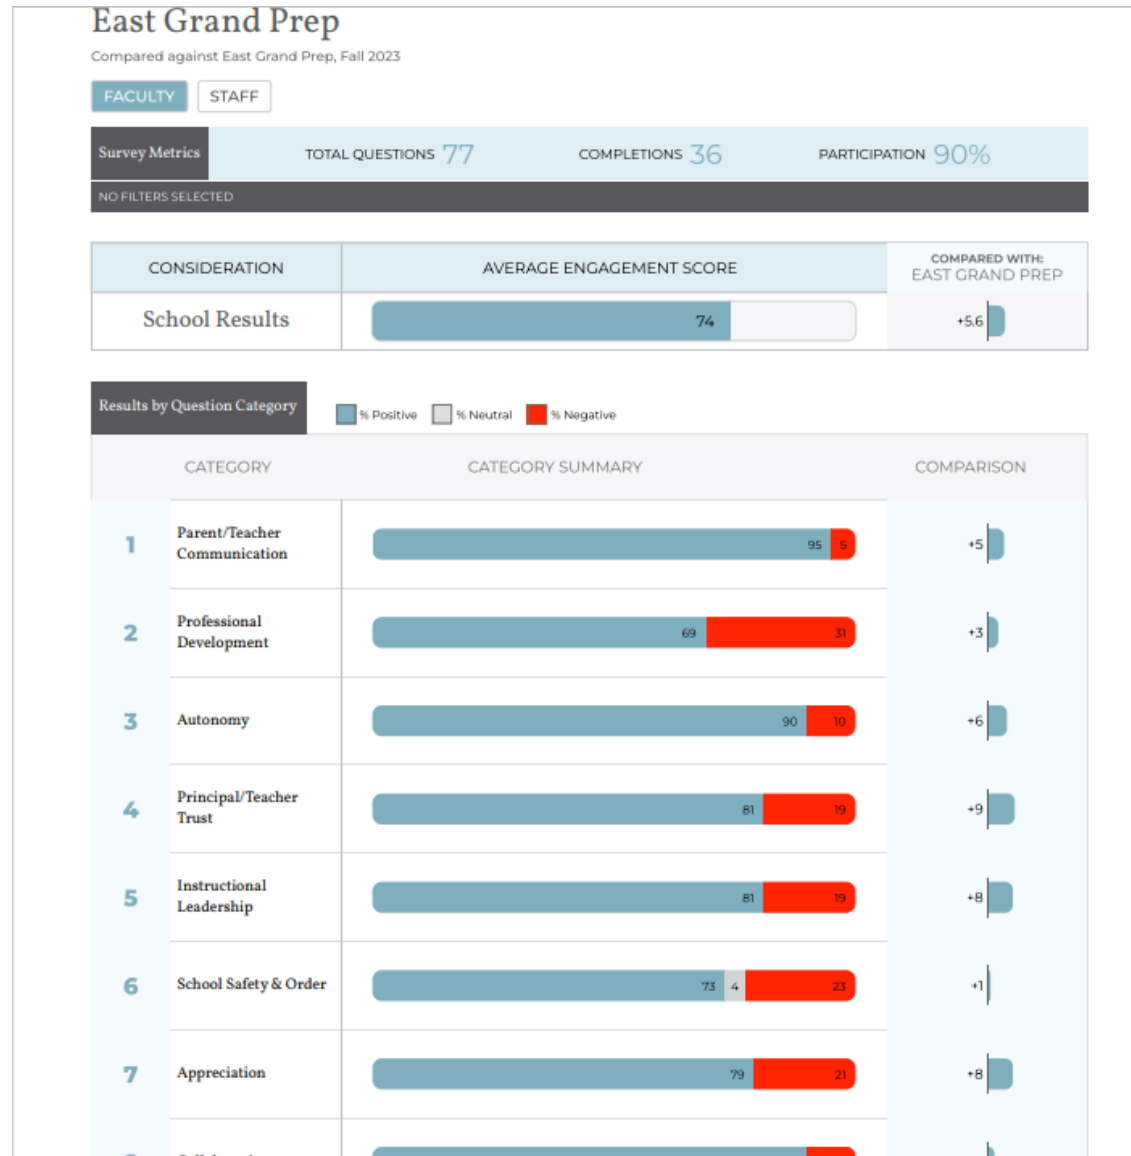 East Grand Prep
Compared against East Grand Prep, Fall 2023
FACULTY STAFF
Survey Metrics TOTAL QUESTIONS 77 COMPLETIONS 36 PARTICIPATION 90%
NO FILTERS SELECTED
CONSIDERATION AVERAGE ENGAGEMENT SCORE COMPARED WITH:
EAST GRAND PREP
School Results 74 +5.6
Results by Question Category % Positive % Neutral % Negative
CATEGORY CATEGORY SUMMARY COMPARISON
1 Parent/Teacher
Communication 95 5 +5
2 Professional
Development 69 31 +3
3 Autonomy 90 10 +6
4 Principal/Teacher
Trust 81 19 +9
5 Instructional
Leadership 81 19 +8
6 School Safety & Order 73 4 23 +1
7 Appreciation 79 21 +8